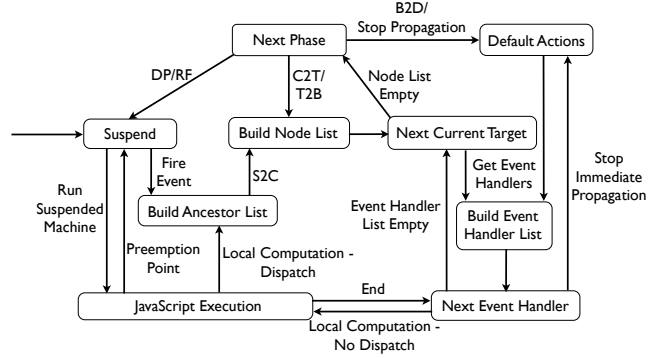 B2D/
Stop Propagation
Next Phase
Default Actions
DP/RF
C2T/
T2B
Node List
Empty
Suspend
Build Node List
Next Current Target
Fire
Event
S2C
Get Event
Handlers
Stop
Immediate
Propagation
Run
Suspended
Machine
Build Ancestor List
Event Handler
List Empty
Build Event
Handler List
Preemption
Point
Local Computation -
Dispatch
End
JavaScript Execution
Next Event Handler
Local Computation -
No Dispatch